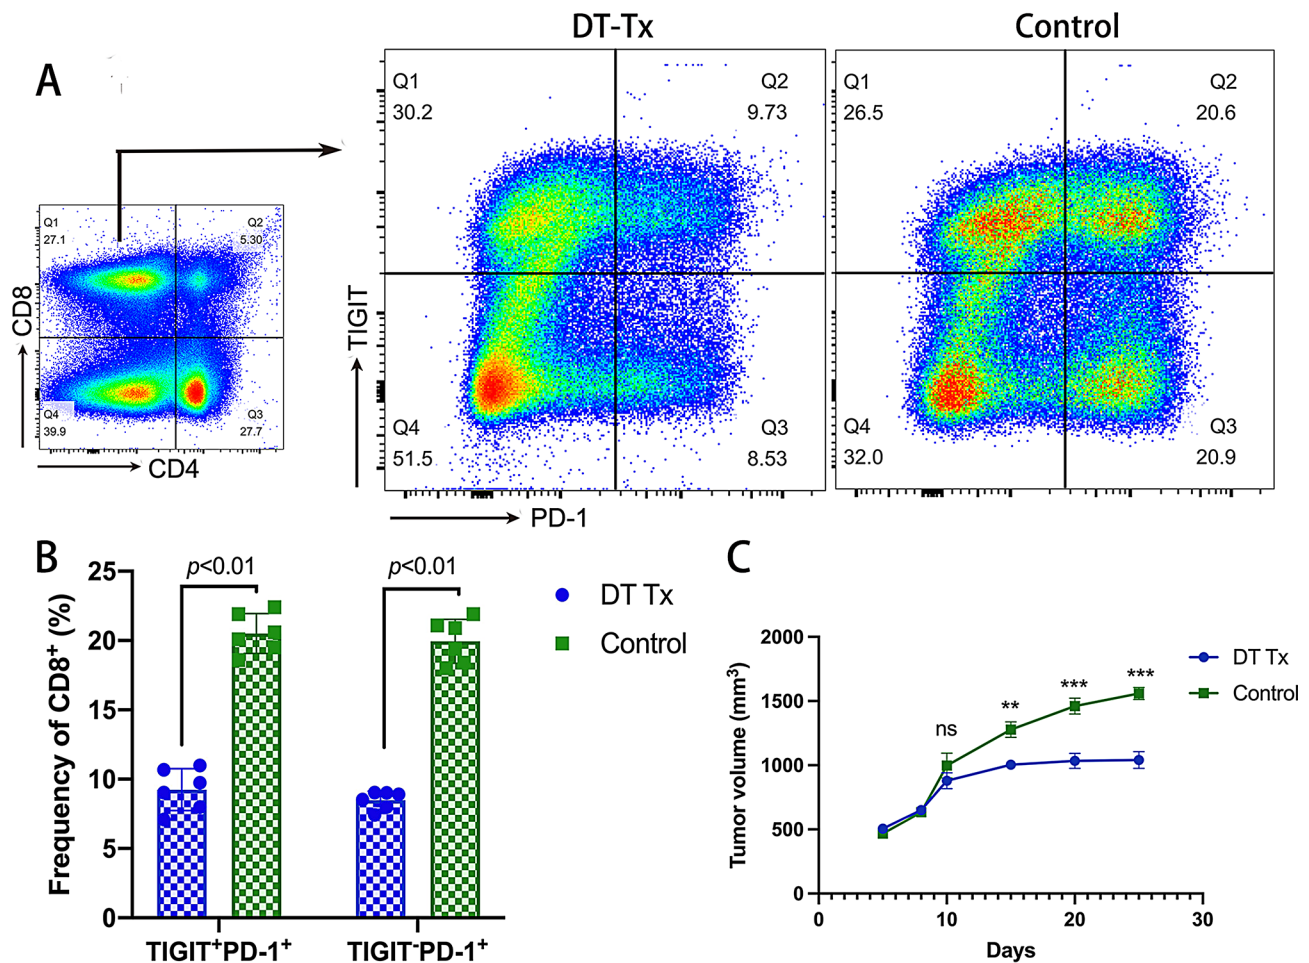 DT-Tx
Control
A
Q1
27.1
Q2
5.30
Q4
39.9
Q3
27.7
CD8
CD4
Q1
30.2
Q2
9.73
Q4
51.5
Q3
8.53
TIGIT
PD-1
Q1
26.5
Q2
20.6
Q4
32.0
Q3
20.9
B
Frequency of CD8⁺ (%)
25
20
15
10
5
0
p<0.01
p<0.01
TIGIT⁺PD-1⁺
TIGIT⁻PD-1⁺
DT Tx
Control
C
Tumor volume (mm³)
2000
1500
1000
500
0
ns
**
***
***
0
10
20
30
Days
DT Tx
Control